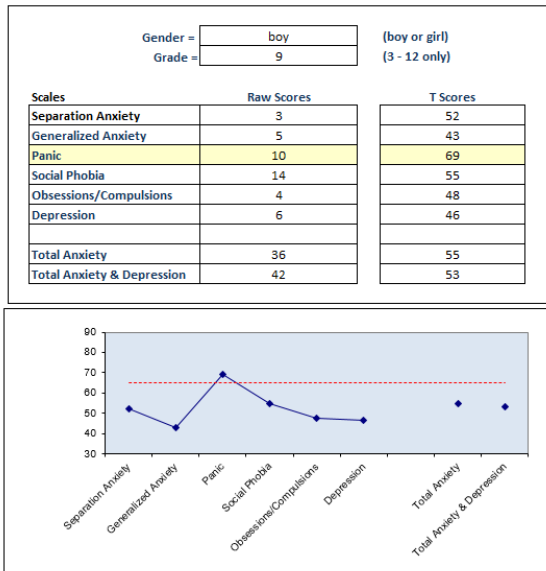 Gender = boy (boy or girl)
Grade = 9 (3 - 12 only)
Scales Raw Scores T Scores
Separation Anxiety 3 52
Generalized Anxiety 5 43
Panic 10 69
Social Phobia 14 55
Obsessions/Compulsions 4 48
Depression 6 46
Total Anxiety 36 55
Total Anxiety & Depression 42 53
90
80
70
60
50
40
30
Separation Anxiety
Generalized Anxiety
Panic
Social Phobia
Obsessions/Compulsions
Depression
Total Anxiety
Total Anxiety & Depression